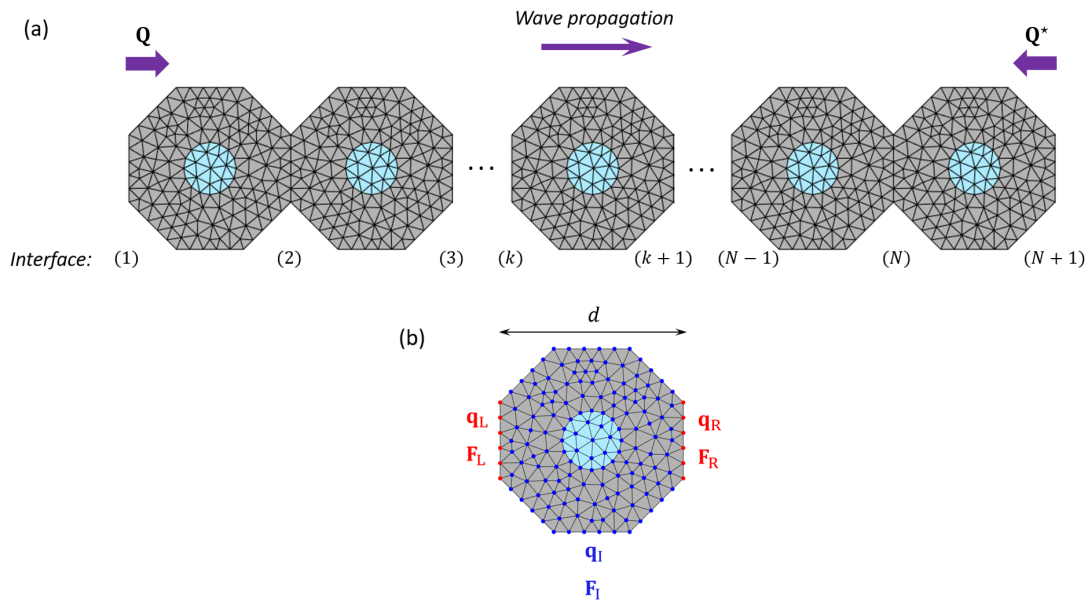 (a)
Wave propagation
Q
Q⋆
...
...
Interface:
(1)
(2)
(3)
(k)
(k + 1)
(N − 1)
(N)
(N + 1)
(b)
d
q_L
q_R
F_L
F_R
q_I
F_I